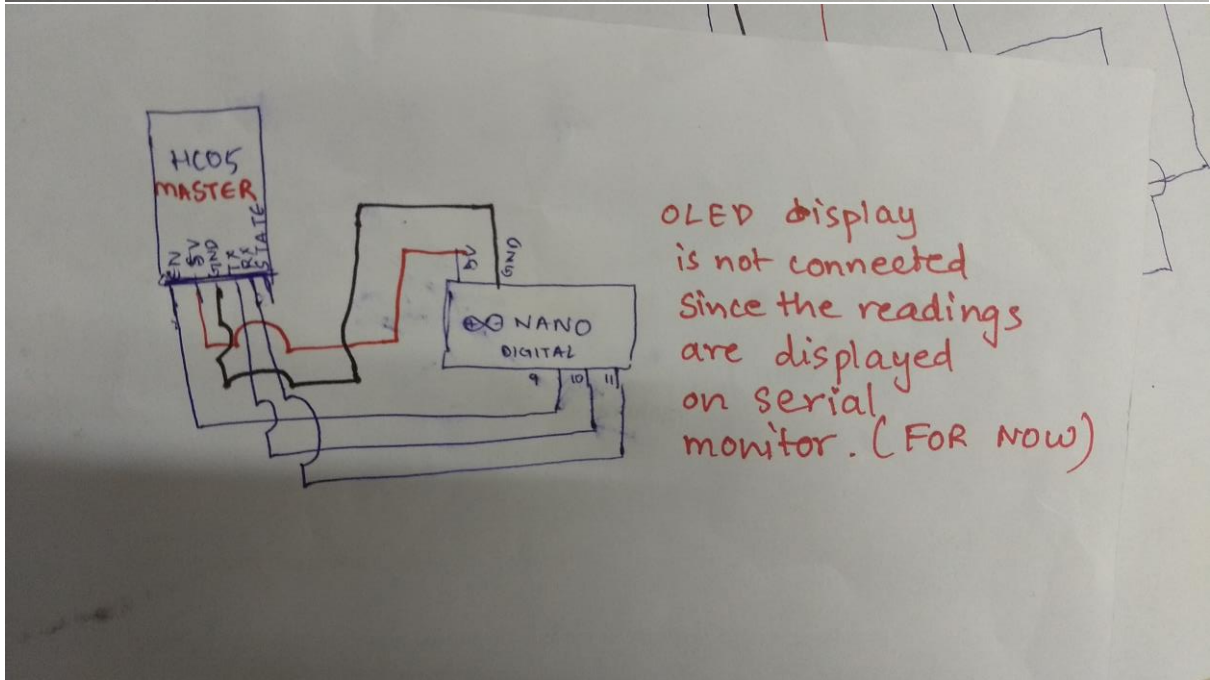 HC05
MASTER
EN
5V
GND
TX
RX
STATE
5V
GND
NANO
DIGITAL
9 10 11
OLED display
is not connected
Since the readings
are displayed
on serial
monitor. (FOR NOW)